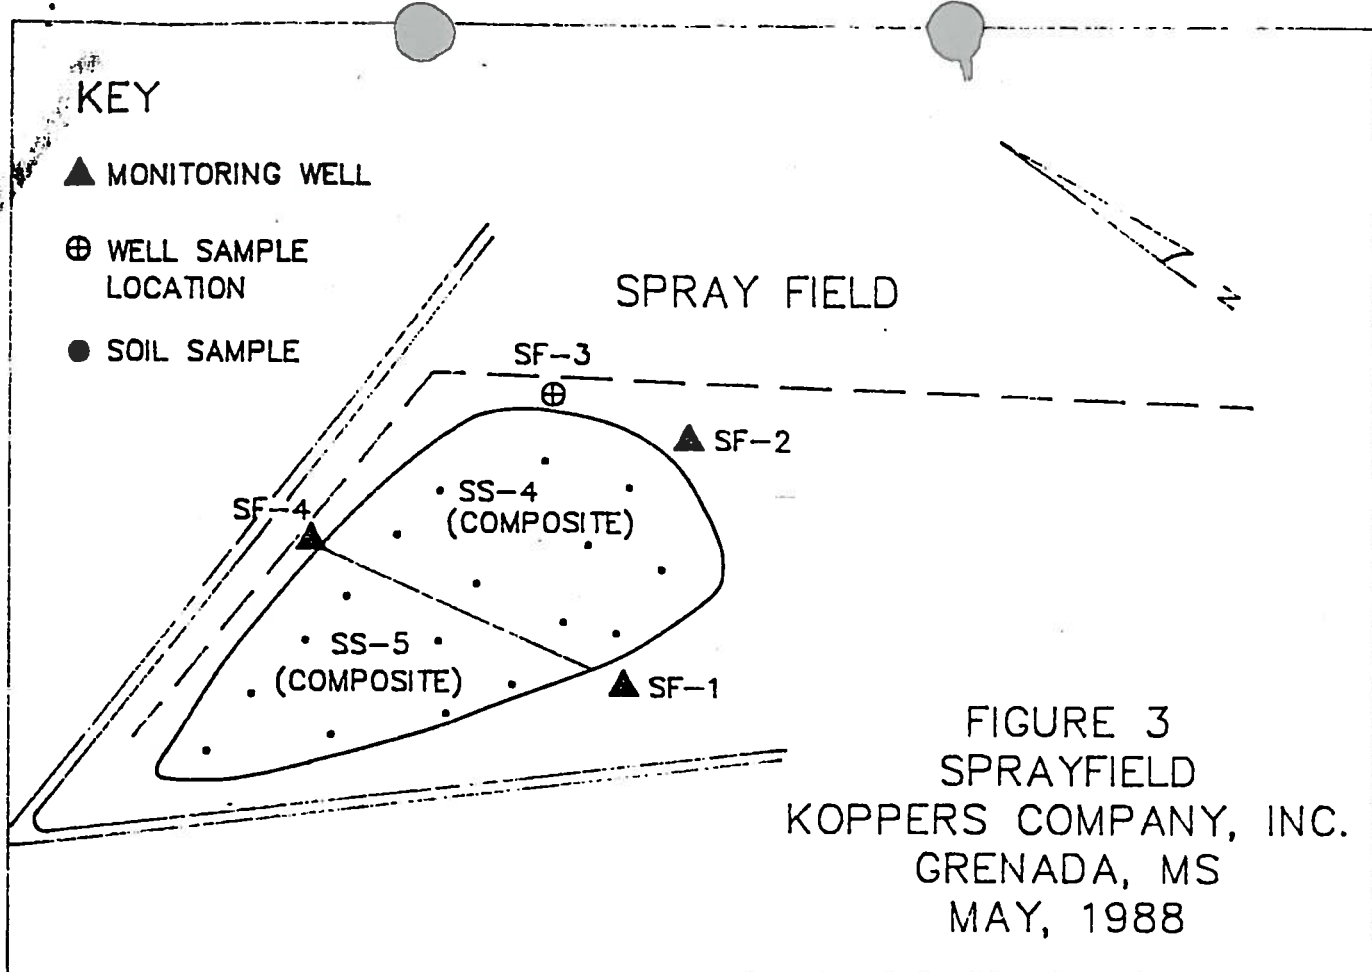 KEY
MONITORING WELL
WELL SAMPLE
LOCATION
SOIL SAMPLE
N
SPRAY FIELD
SF-3
SF-2
SS-4
(COMPOSITE)
SF-4
SS-5
(COMPOSITE)
SF-1
FIGURE 3
SPRAYFIELD
KOPPERS COMPANY, INC.
GRENADA, MS
MAY, 1988